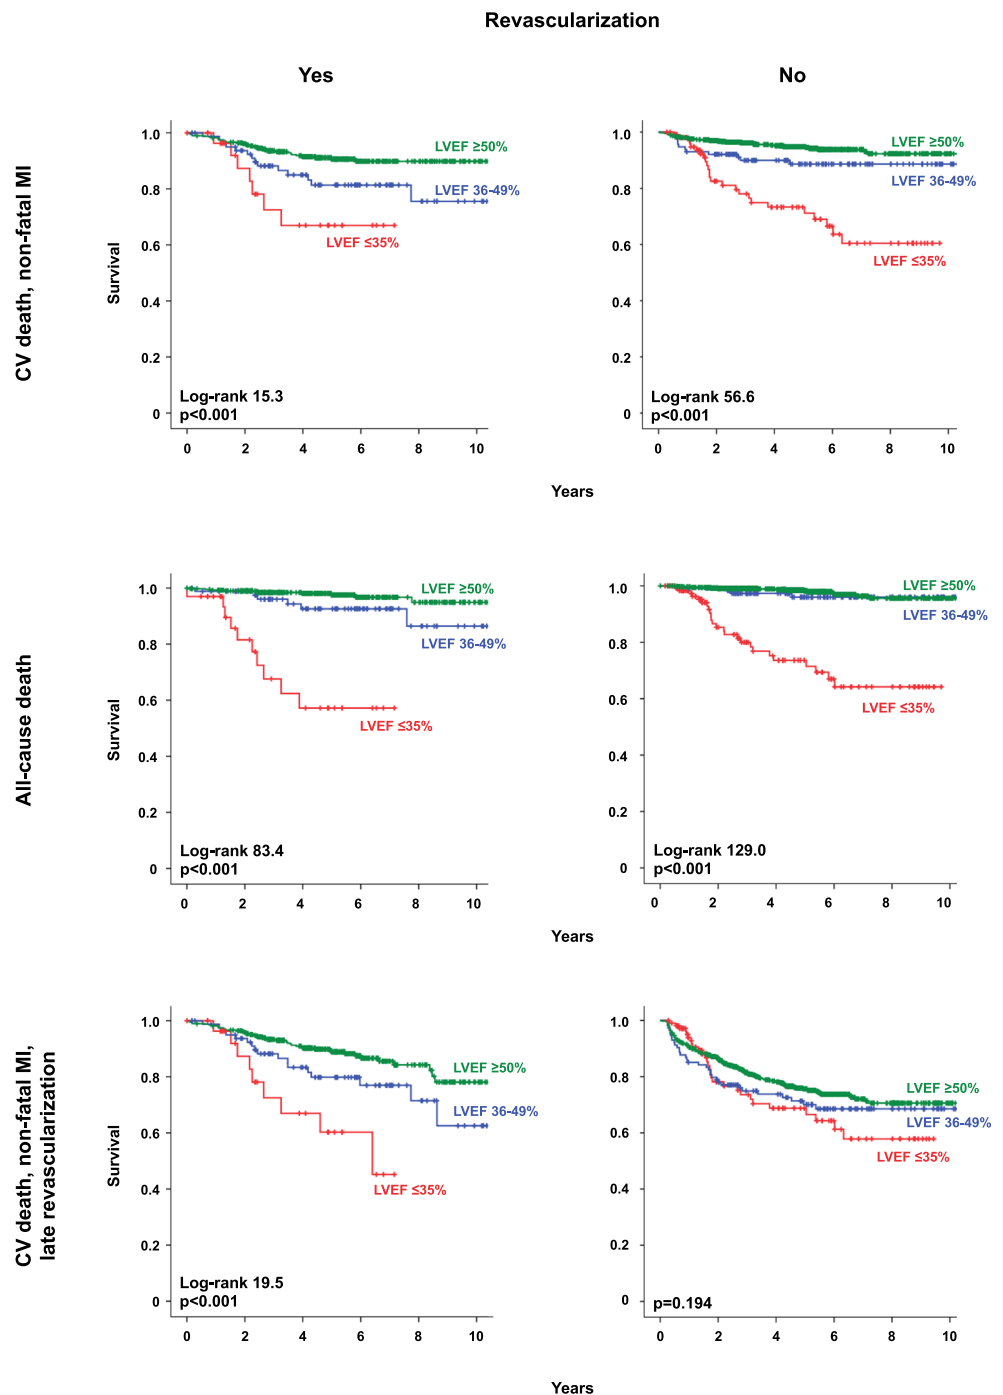 Revascularization
Yes
No
CV death, non-fatal MI
Survival
1.0
0.8
0.6
0.4
0.2
0
LVEF ≥50%
LVEF 36-49%
LVEF ≤35%
Log-rank 15.3
p<0.001
0 2 4 6 8 10
1.0
0.8
0.6
0.4
0.2
0
LVEF ≥50%
LVEF 36-49%
LVEF ≤35%
Log-rank 56.6
p<0.001
0 2 4 6 8 10
Years
All-cause death
Survival
1.0
0.8
0.6
0.4
0.2
0
LVEF ≥50%
LVEF 36-49%
LVEF ≤35%
Log-rank 83.4
p<0.001
0 2 4 6 8 10
1.0
0.8
0.6
0.4
0.2
0
LVEF ≥50%
LVEF 36-49%
LVEF ≤35%
Log-rank 129.0
p<0.001
0 2 4 6 8 10
Years
CV death, non-fatal MI,
late revascularization
Survival
1.0
0.8
0.6
0.4
0.2
0
LVEF ≥50%
LVEF 36-49%
LVEF ≤35%
Log-rank 19.5
p<0.001
0 2 4 6 8 10
1.0
0.8
0.6
0.4
0.2
0
LVEF ≥50%
LVEF 36-49%
LVEF ≤35%
p=0.194
0 2 4 6 8 10
Years